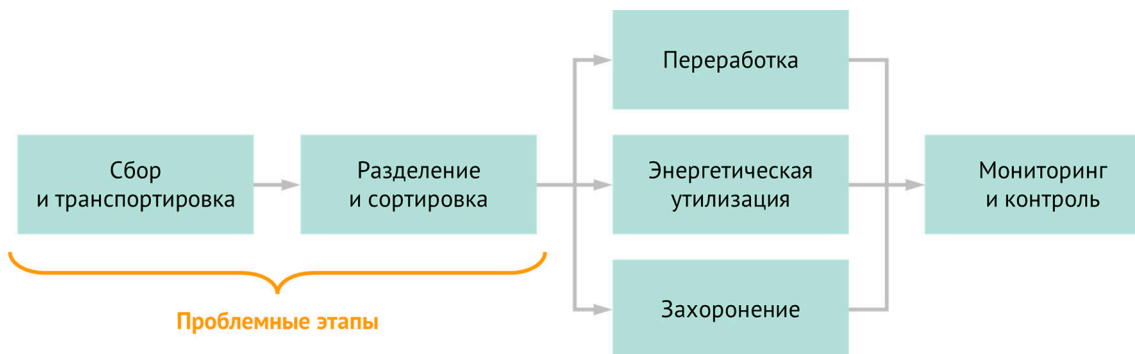 Сбор
и транспортировка
Разделение
и сортировка
Переработка
Энергетическая
утилизация
Захоронение
Мониторинг
и контроль
Проблемные этапы